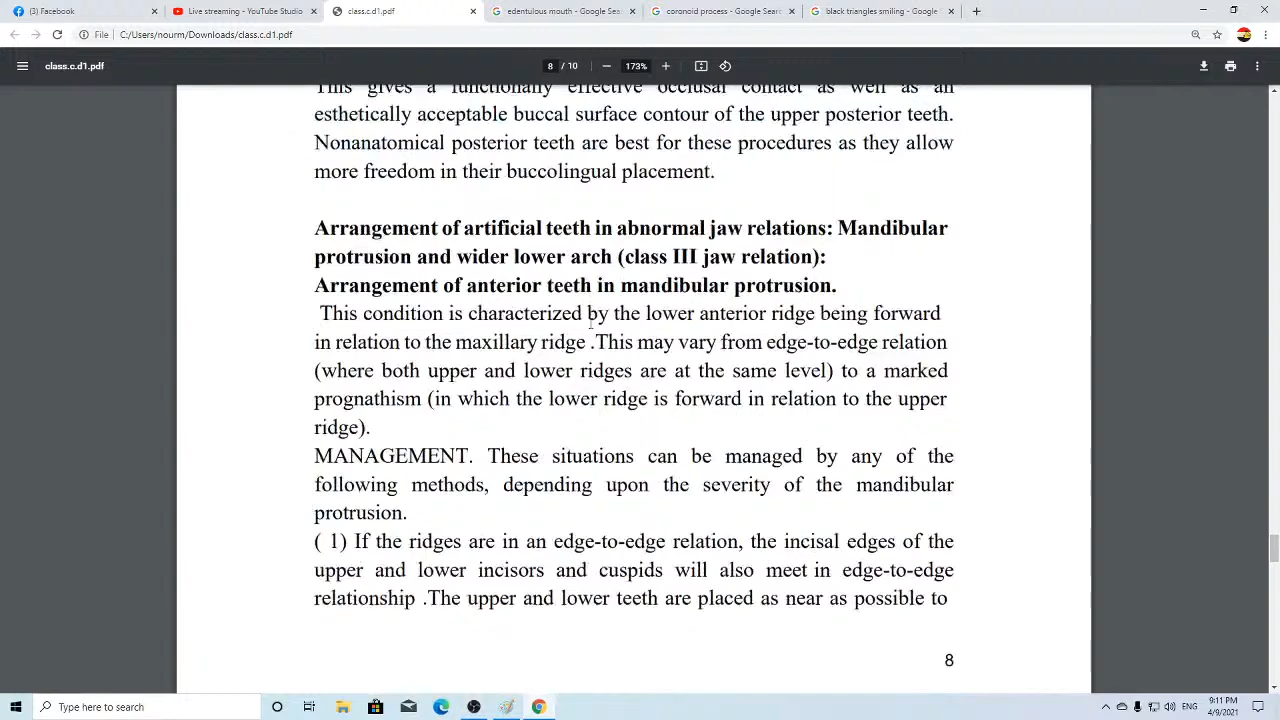 Facebook
Live streaming - YouTube Studio
class.c.d1.pdf
edentulous mouth - Google Sear
coronoid process - Google Searc
black triangles smiling - Google
File
C:/Users/nourm/Downloads/class.c.d1.pdf
class.c.d1.pdf
8 / 10
173%
This gives a functionally effective occlusal contact as well as an
esthetically acceptable buccal surface contour of the upper posterior teeth.
Nonanatomical posterior teeth are best for these procedures as they allow
more freedom in their buccolingual placement.
Arrangement of artificial teeth in abnormal jaw relations: Mandibular
protrusion and wider lower arch (class III jaw relation):
Arrangement of anterior teeth in mandibular protrusion.
This condition is characterized by the lower anterior ridge being forward
in relation to the maxillary ridge .This may vary from edge-to-edge relation
(where both upper and lower ridges are at the same level) to a marked
prognathism (in which the lower ridge is forward in relation to the upper
ridge).
MANAGEMENT. These situations can be managed by any of the
following methods, depending upon the severity of the mandibular
protrusion.
( 1) If the ridges are in an edge-to-edge relation, the incisal edges of the
upper and lower incisors and cuspids will also meet in edge-to-edge
relationship .The upper and lower teeth are placed as near as possible to
8
Type here to search
ENG
9:11 PM
4/9/2021